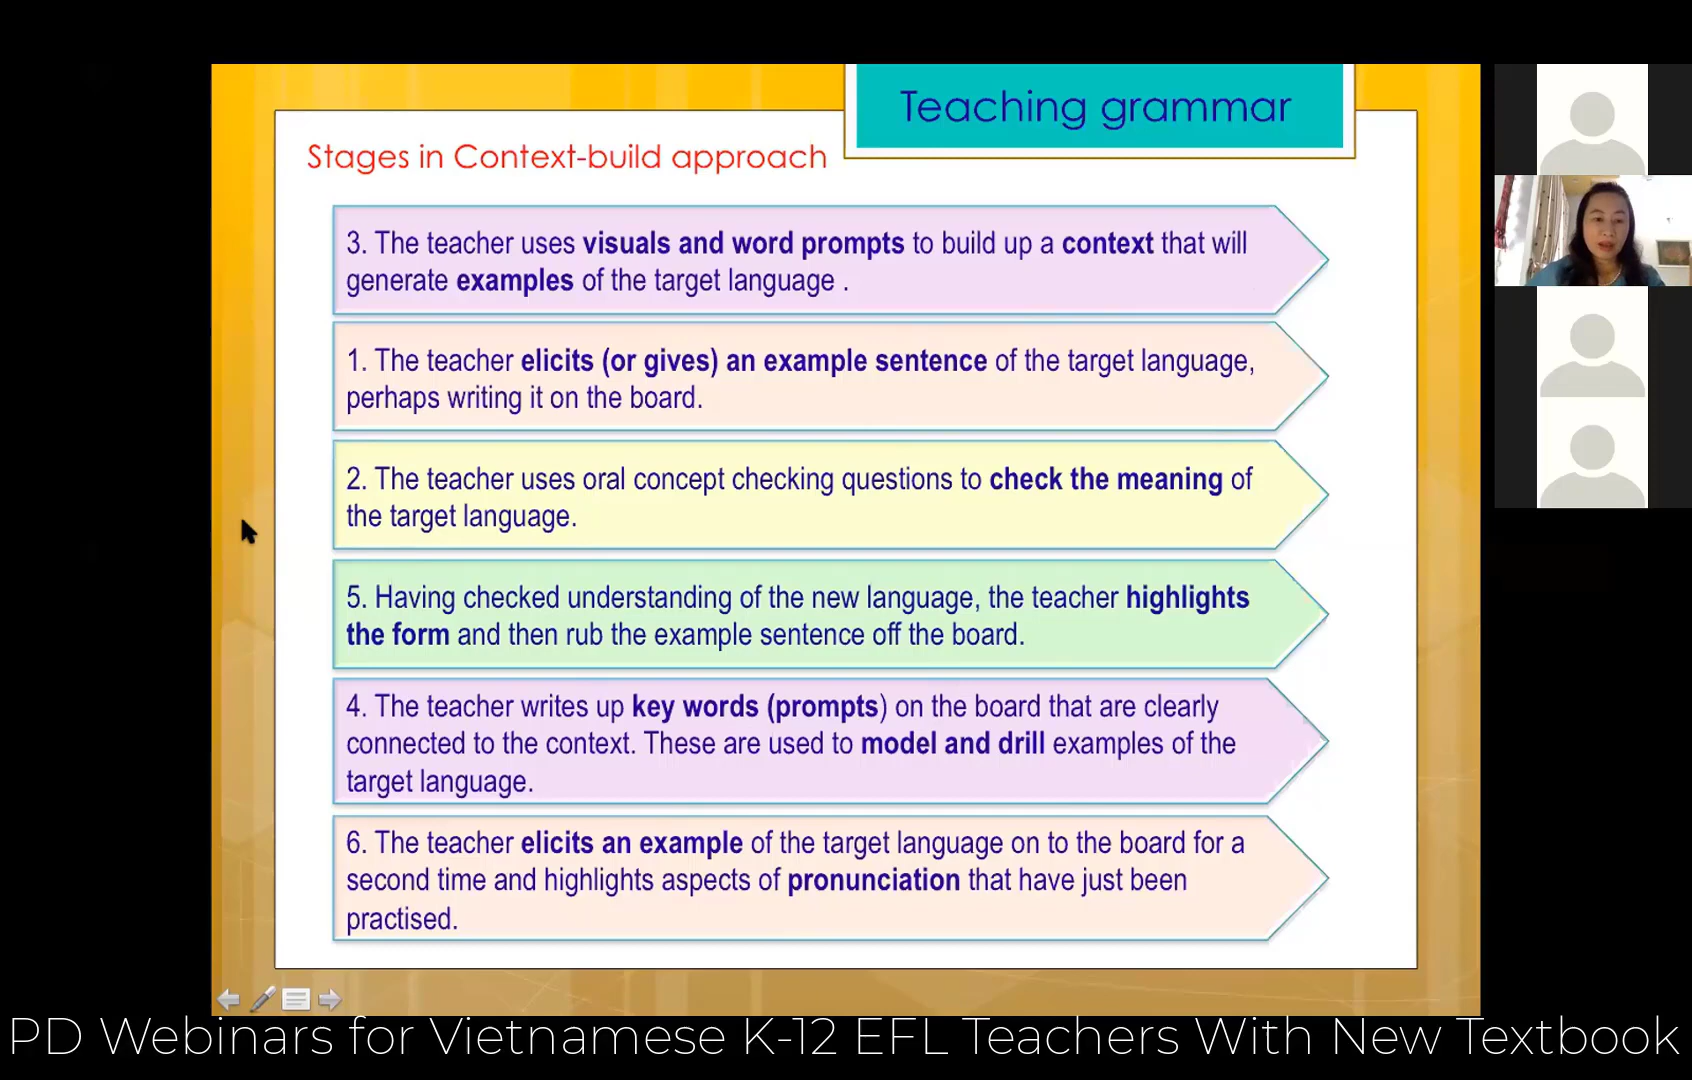 Teaching grammar
Stages in Context-build approach
3. The teacher uses visuals and word prompts to build up a context that will
generate examples of the target language .
1. The teacher elicits (or gives) an example sentence of the target language,
perhaps writing it on the board.
2. The teacher uses oral concept checking questions to check the meaning of
the target language.
5. Having checked understanding of the new language, the teacher highlights
the form and then rub the example sentence off the board.
4. The teacher writes up key words (prompts) on the board that are clearly
connected to the context. These are used to model and drill examples of the
target language.
6. The teacher elicits an example of the target language on to the board for a
second time and highlights aspects of pronunciation that have just been
practised.
PD Webinars for Vietnamese K-12 EFL Teachers With New Textbook